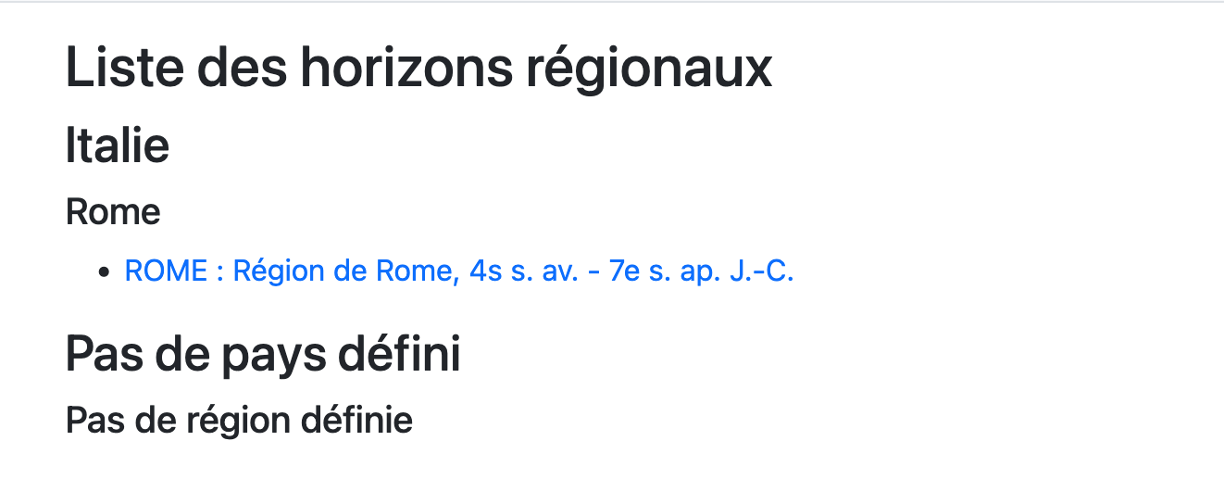 Liste des horizons régionaux
Italie
Rome
• ROME : Région de Rome, 4s s. av. - 7e s. ap. J.-C.
Pas de pays défini
Pas de région définie